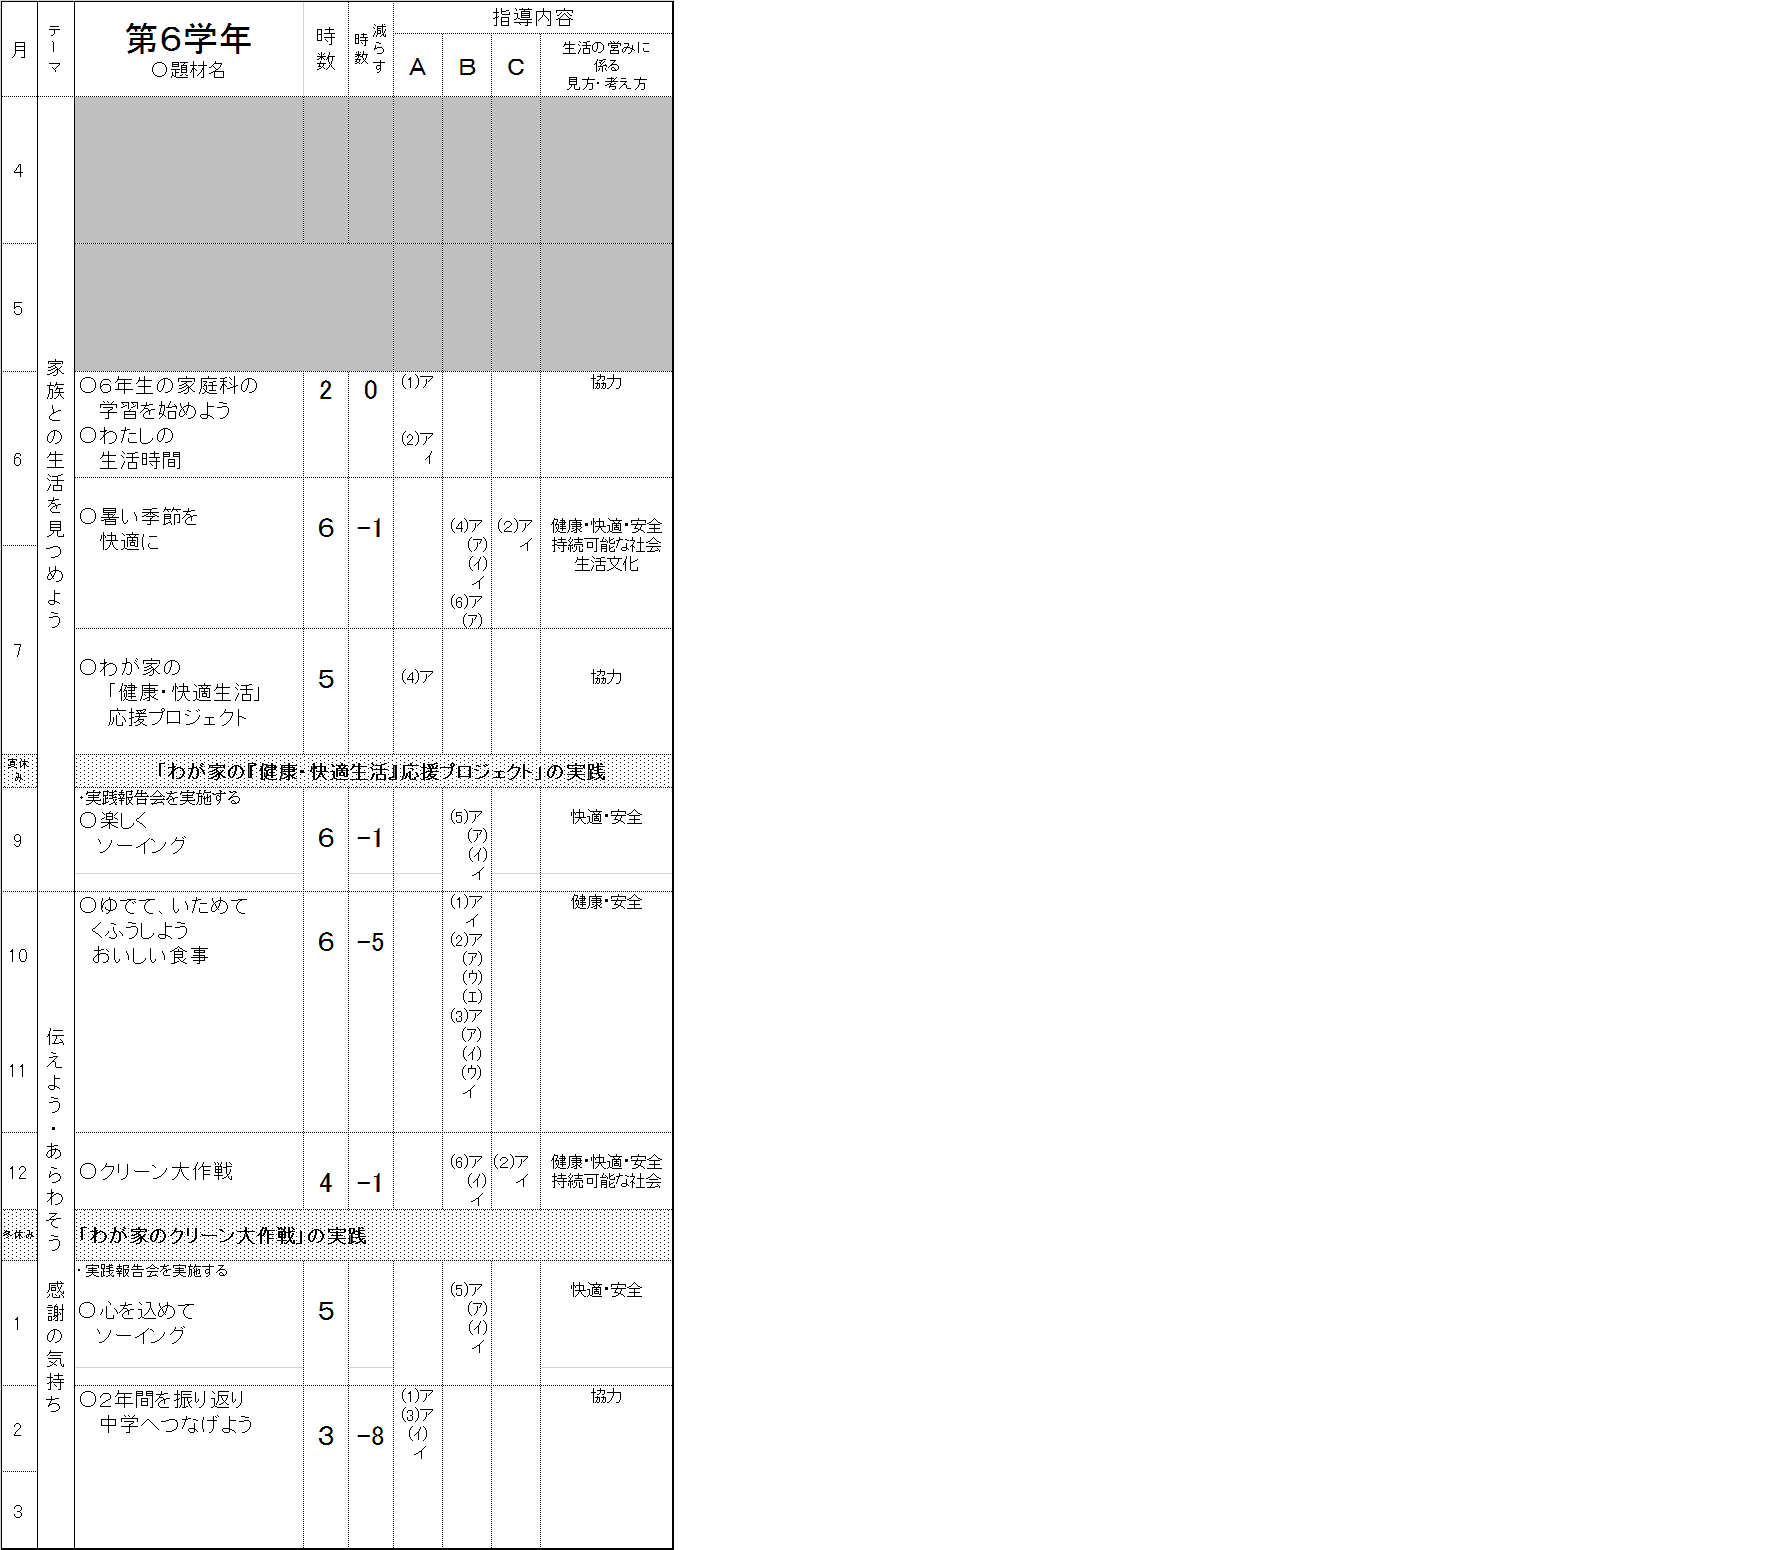 月
テーマ
第６学年
○題材名
時数
減らす時数
指導内容
A
B
C
生活の営みに
係る
見方・考え方
4
5
6
7
家族との生活を見つめよう
○６年生の家庭科の
学習を始めよう
○わたしの
生活時間
2
0
(1)ア
(2)ア
イ
協力
○暑い季節を
快適に
6
-1
(4)ア
(ア)
(イ)
イ
(6)ア
(ア)
(2)ア
イ
健康・快適・安全
持続可能な社会
生活文化
○わが家の
「健康・快適生活」
応援プロジェクト
5
(4)ア
協力
夏休み
「わが家の『健康・快適生活』応援プロジェクト」の実践
9
・実践報告会を実施する
○楽しく
ソーイング
6
-1
(5)ア
(ア)
(イ)
イ
快適・安全
伝えよう・あらわそう 感謝の気持ち
10
11
○ゆでて、いためて
くふうしよう
おいしい食事
6
-5
(1)ア
イ
(2)ア
(ア)
(ウ)
(エ)
(3)ア
(ア)
(イ)
(ウ)
イ
健康・安全
12
○クリーン大作戦
4
-1
(6)ア
(イ)
イ
(2)ア
イ
健康・快適・安全
持続可能な社会
冬休み
「わが家のクリーン大作戦」の実践
1
・実践報告会を実施する
○心を込めて
ソーイング
5
(5)ア
(ア)
(イ)
イ
快適・安全
2
○２年間を振り返り
中学へつなげよう
3
-8
(1)ア
(3)ア
(イ)
イ
協力
3